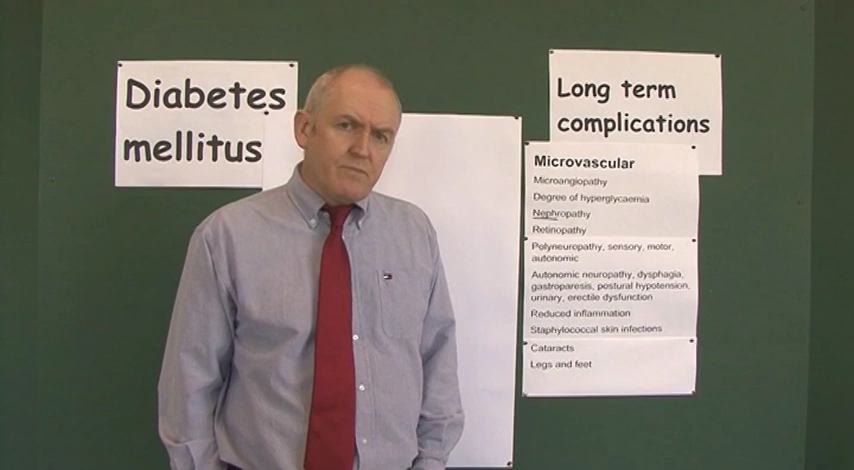 Diabetes
mellitus
Long term
complications
Microvascular
Microangiopathy
Degree of hyperglycaemia
Nephropathy
Retinopathy
Polyneuropathy, sensory, motor,
autonomic
Autonomic neuropathy, dysphagia,
gastroparesis, postural hypotension,
urinary, erectile dysfunction
Reduced inflammation
Staphylococcal skin infections
Cataracts
Legs and feet